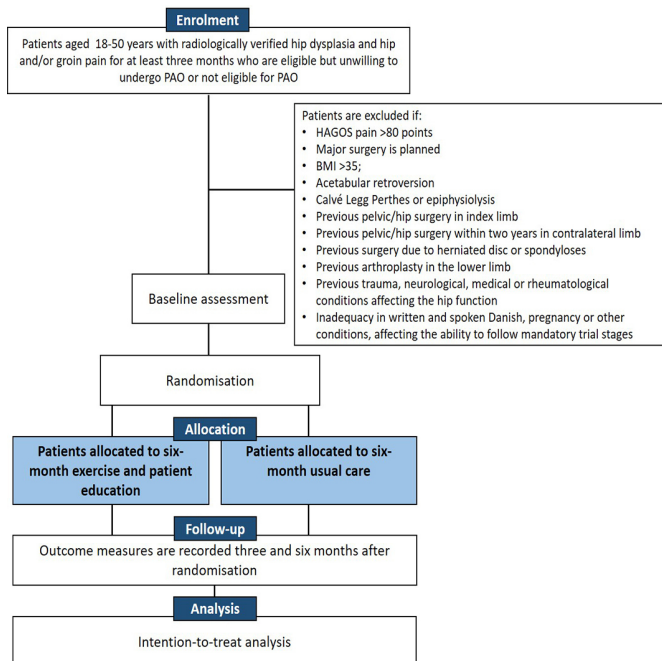 Enrolment
Patients aged 18-50 years with radiologically verified hip dysplasia and hip
and/or groin pain for at least three months who are eligible but unwilling to
undergo PAO or not eligible for PAO
Patients are excluded if:
• HAGOS pain >80 points
• Major surgery is planned
• BMI >35;
• Acetabular retroversion
• Calvé Legg Perthes or epiphysiolysis
• Previous pelvic/hip surgery in index limb
• Previous pelvic/hip surgery within two years in contralateral limb
• Previous surgery due to herniated disc or spondyloses
• Previous arthroplasty in the lower limb
• Previous trauma, neurological, medical or rheumatological
conditions affecting the hip function
• Inadequacy in written and spoken Danish, pregnancy or other
conditions, affecting the ability to follow mandatory trial stages
Baseline assessment
Randomisation
Allocation
Patients allocated to six-
month exercise and patient
education
Patients allocated to six-
month usual care
Follow-up
Outcome measures are recorded three and six months after
randomisation
Analysis
Intention-to-treat analysis